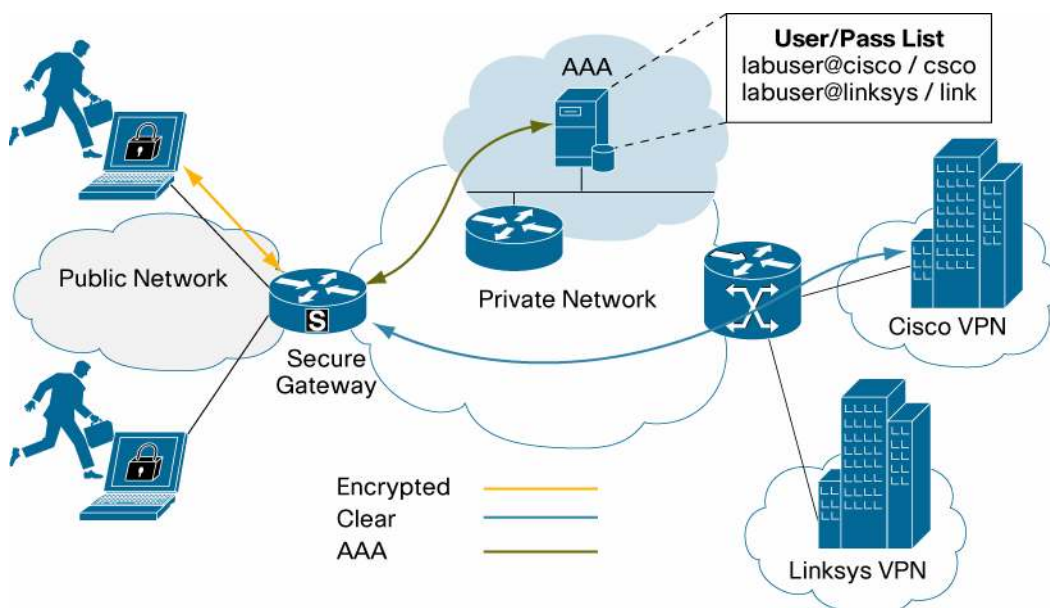 User/Pass List
labuser@cisco / csco
labuser@linksys / link
AAA
Public Network
Private Network
S
Secure
Gateway
Cisco VPN
Linksys VPN
Encrypted
Clear
AAA